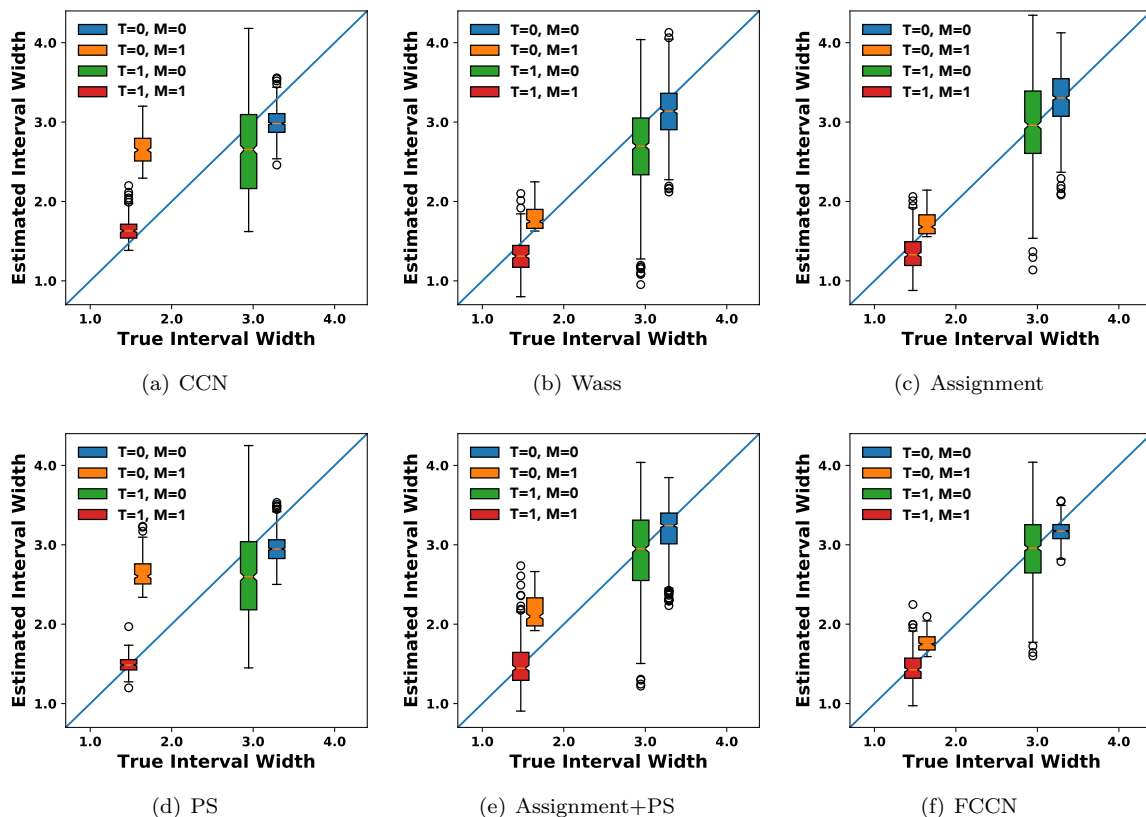 4.0
3.0
2.0
1.0
Estimated Interval Width
T=0, M=0
T=0, M=1
T=1, M=0
T=1, M=1
1.0 2.0 3.0 4.0
True Interval Width
(a) CCN
4.0
3.0
2.0
1.0
Estimated Interval Width
T=0, M=0
T=0, M=1
T=1, M=0
T=1, M=1
1.0 2.0 3.0 4.0
True Interval Width
(b) Wass
4.0
3.0
2.0
1.0
Estimated Interval Width
T=0, M=0
T=0, M=1
T=1, M=0
T=1, M=1
1.0 2.0 3.0 4.0
True Interval Width
(c) Assignment
4.0
3.0
2.0
1.0
Estimated Interval Width
T=0, M=0
T=0, M=1
T=1, M=0
T=1, M=1
1.0 2.0 3.0 4.0
True Interval Width
(d) PS
4.0
3.0
2.0
1.0
Estimated Interval Width
T=0, M=0
T=0, M=1
T=1, M=0
T=1, M=1
1.0 2.0 3.0 4.0
True Interval Width
(e) Assignment+PS
4.0
3.0
2.0
1.0
Estimated Interval Width
T=0, M=0
T=0, M=1
T=1, M=0
T=1, M=1
1.0 2.0 3.0 4.0
True Interval Width
(f) FCCN